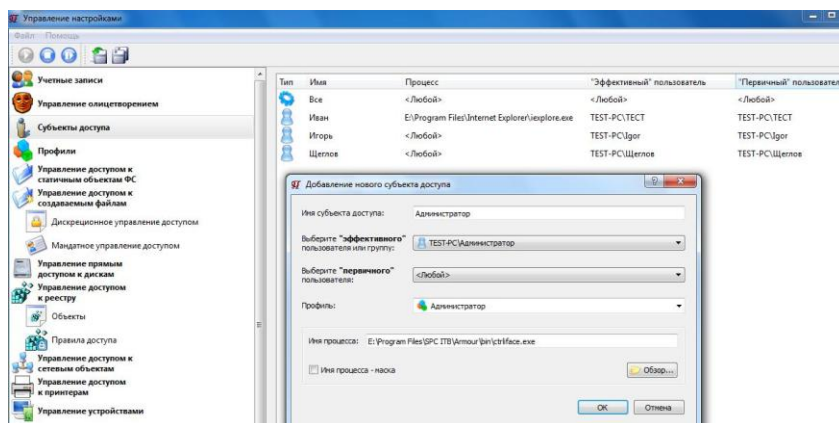 Управление настройками
Файл Помощь
Учетные записи
Управление олицетворением
Субъекты доступа
Профили
Управление доступом к
статичным объектам ФС
Управление доступом к
создаваемым файлам
Дискреционное управление доступом
Мандатное управление доступом
Управление прямым
доступом к дискам
Управление доступом
к реестру
Объекты
Правила доступа
Управление доступом к
сетевым объектам
Управление доступом
к принтерам
Управление устройствами
Тип Имя Процесс "Эффективный" пользователь "Первичный" пользовател
Все <Любой> <Любой> <Любой>
Иван E:\Program Files\Internet Explorer\iexplore.exe TEST-PC\ТЕСТ TEST-PC\ТЕСТ
Игорь <Любой> TEST-PC\Igor TEST-PC\Igor
Щеглов <Любой> TEST-PC\Щеглов TEST-PC\Щеглов
Добавление нового субъекта доступа
Имя субъекта доступа: Администратор
Выберите "эффективного"
пользователя или группу: TEST-PC\Администратор
Выберите "первичного"
пользователя: <Любой>
Профиль: Администратор
Имя процесса: E:\Program Files\SPC ITB\Armour\bin\ctrliface.exe
Имя процесса - маска
Обзор...
OK Отмена